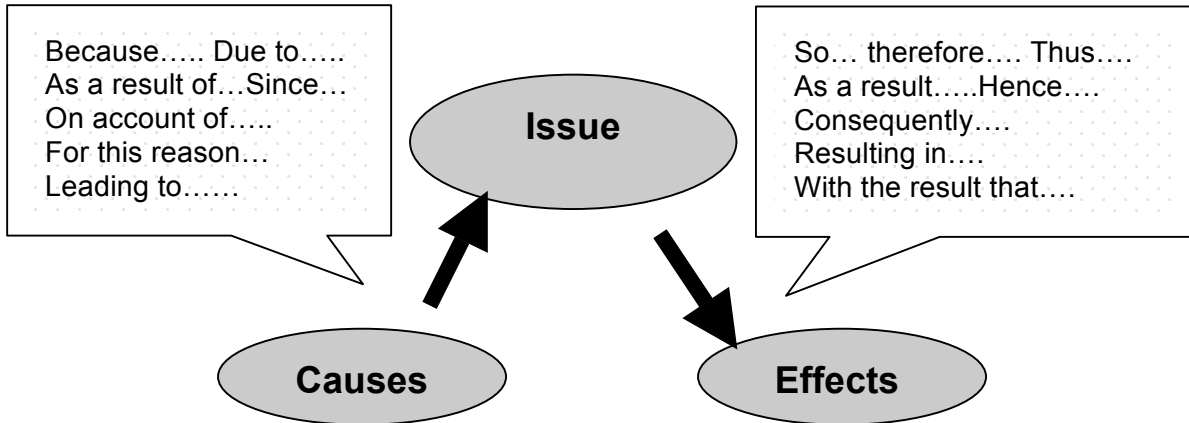 Because….. Due to…..
As a result of…Since…
On account of…..
For this reason…
Leading to……
Issue
So… therefore…. Thus….
As a result…..Hence….
Consequently….
Resulting in….
With the result that….
Causes
Effects